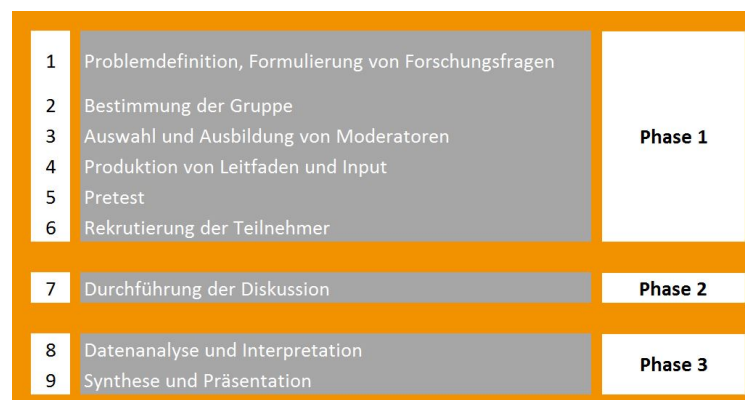 1 Problemdefinition, Formulierung von Forschungsfragen
2 Bestimmung der Gruppe
3 Auswahl und Ausbildung von Moderatoren Phase 1
4 Produktion von Leitfaden und Input
5 Pretest
6 Rekrutierung der Teilnehmer
7 Durchführung der Diskussion Phase 2
8 Datenanalyse und Interpretation
Phase 3
9 Synthese und Präsentation